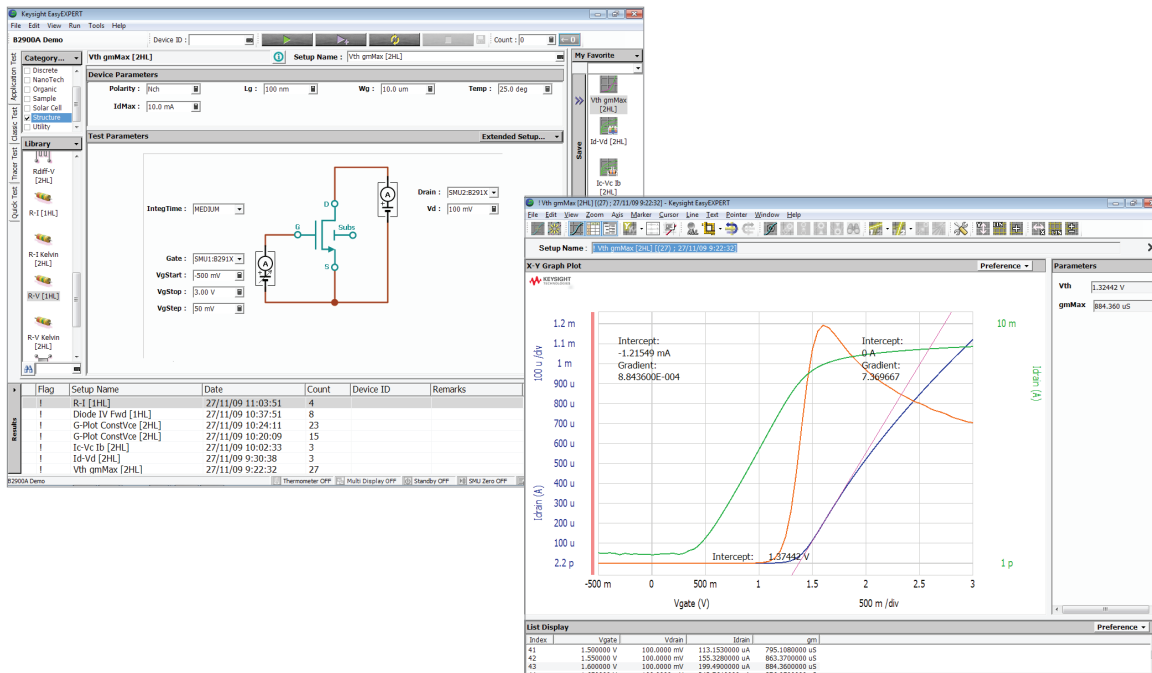 Keysight EasyEXPERT
File Edit View Run Tools Help
B2900A Demo Device ID : Count : 0
Category... Vth gmMax [2HL] Setup Name : Vth gmMax [2HL] My Favorite
Quick Test Tracer Test Classic Test Application Test
Discrete
NanoTech
Organic
Sample
Solar Cell
Structure
Utility
Library
Rdiff-V
[2HL]
R-I [1HL]
R-I Kelvin
[2HL]
R-V [1HL]
R-V Kelvin
[2HL]
Device Parameters
Polarity : Nch Lg : 100 nm Wg : 10.0 um Temp : 25.0 deg
IdMax : 10.0 mA
Test Parameters Extended Setup...
IntegTime : MEDIUM
Gate : SMU1:B291X
VgStart : -500 mV
VgStop : 3.00 V
VgStep : 50 mV
A
G
D
Subs
S
A
Drain : SMU2:B291X
Vd : 100 mV
Save
Vth gmMax
[2HL]
Id-Vd [2HL]
Ic-Vc Ib
[2HL]
Results
Flag Setup Name Date Count Device ID Remarks
! R-I [1HL] 27/11/09 11:03:51 4
! Diode IV Fwd [1HL] 27/11/09 10:37:51 8
! G-Plot ConstVce [2HL] 27/11/09 10:24:11 23
! G-Plot ConstVce [2HL] 27/11/09 10:20:09 15
! Ic-Vc Ib [2HL] 27/11/09 10:02:33 3
! Id-Vd [2HL] 27/11/09 9:30:38 3
! Vth gmMax [2HL] 27/11/09 9:22:32 27
B2900A Demo Thermometer OFF Multi Display OFF Standby OFF SMU Zero OFF
! Vth gmMax [2HL] [(27) ; 27/11/09 9:22:32] - Keysight EasyEXPERT
File Edit View Zoom Axis Marker Cursor Line Text Pointer Window Help
Setup Name : ! Vth gmMax [2HL] [(27) ; 27/11/09 9:22:32]
X-Y Graph Plot Preference
KEYSIGHT
TECHNOLOGIES
Parameters
Vth 1.32442 V
gmMax 884.360 uS
100 u /div
Idrain (A)
1.2 m
1.1 m
1 m
900 u
800 u
700 u
600 u
500 u
400 u
300 u
200 u
100 u
2.2 p
Intercept:
-1.21549 mA
Gradient:
8.843600E-004
Intercept:
0 A
Gradient:
7.369667
Intercept: 1.37442 V
10 m
Idrain (A)
1 p
-500 m 0 500 m 1 1.5 2 2.5 3
Vgate (V) 500 m /div
List Display Preference
Index Vgate Vdrain Idrain gm
41 1.500000 V 100.0000 mV 113.1530000 uA 795.1080000 uS
42 1.550000 V 100.0000 mV 155.3280000 uA 863.3700000 uS
43 1.600000 V 100.0000 mV 199.4900000 uA 884.3600000 uS